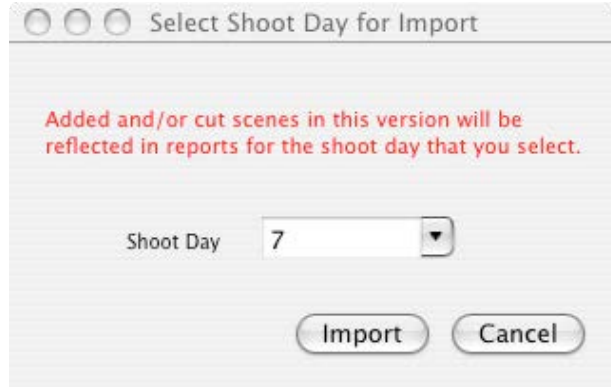 Select Shoot Day for Import
Added and/or cut scenes in this version will be
reflected in reports for the shoot day that you select.
Shoot Day 7
Import Cancel